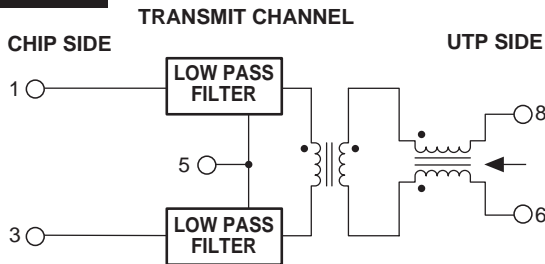 TRANSMIT CHANNEL
CHIP SIDE
UTP SIDE
1
LOW PASS
FILTER
8
5
3
LOW PASS
FILTER
6